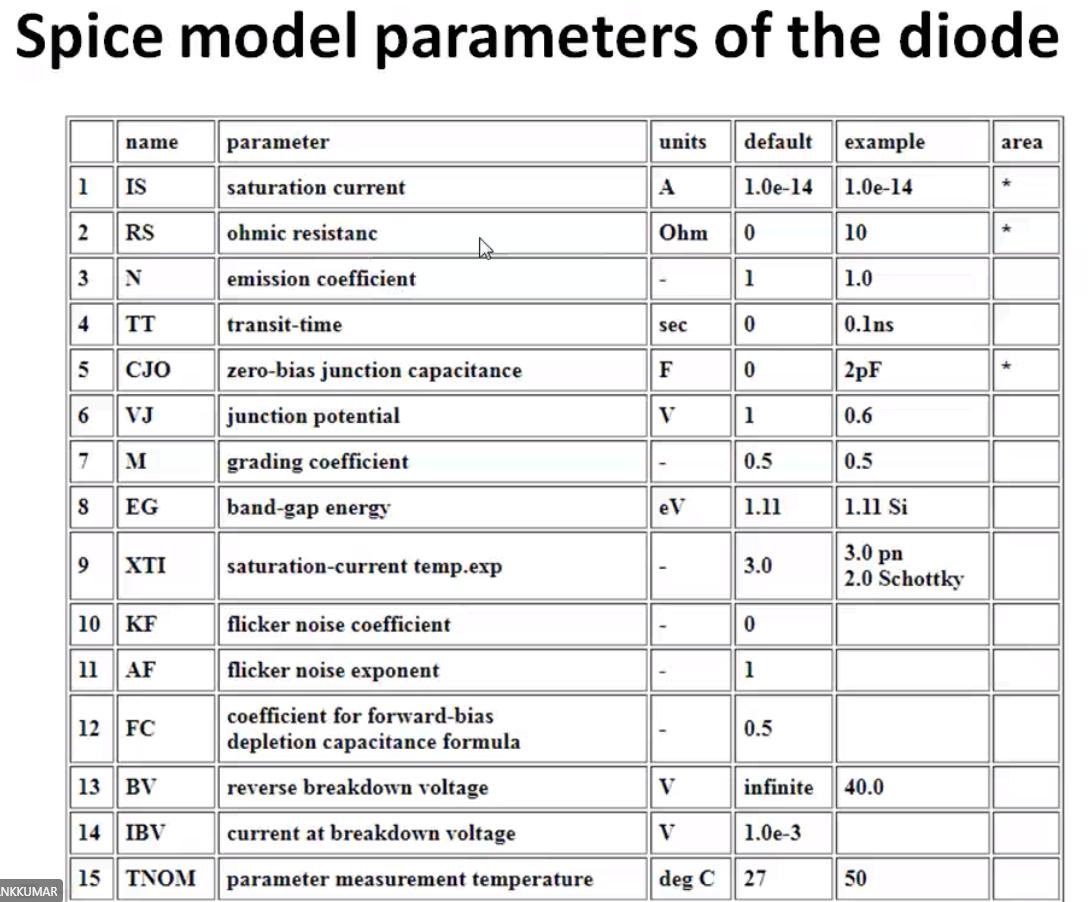 Spice model parameters of the diode
name parameter units default example area
1 IS saturation current A 1.0e-14 1.0e-14 *
2 RS ohmic resistanc Ohm 0 10 *
3 N emission coefficient - 1 1.0
4 TT transit-time sec 0 0.1ns
5 CJO zero-bias junction capacitance F 0 2pF *
6 VJ junction potential V 1 0.6
7 M grading coefficient - 0.5 0.5
8 EG band-gap energy eV 1.11 1.11 Si
9 XTI saturation-current temp.exp - 3.0 3.0 pn
2.0 Schottky
10 KF flicker noise coefficient - 0
11 AF flicker noise exponent - 1
12 FC coefficient for forward-bias
depletion capacitance formula - 0.5
13 BV reverse breakdown voltage V infinite 40.0
14 IBV current at breakdown voltage V 1.0e-3
15 TNOM parameter measurement temperature deg C 27 50
NKKUMAR